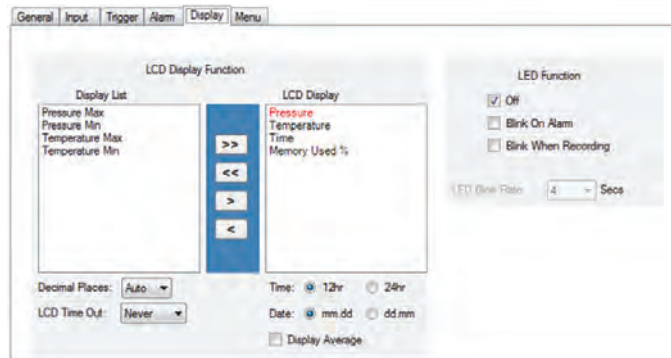 General Input Trigger Alarm Display Menu
LCD Display Function
Display List
Pressure Max
Pressure Min
Temperature Max
Temperature Min
>>
<<
>
<
LCD Display
Pressure
Temperature
Time
Memory Used %
Decimal Places: Auto
LCD Time Out: Never
Time: 12hr 24hr
Date: mm.dd dd.mm
Display Average
LED Function
Off
Blink On Alarm
Blink When Recording
LED Blink Rate: 4 Secs